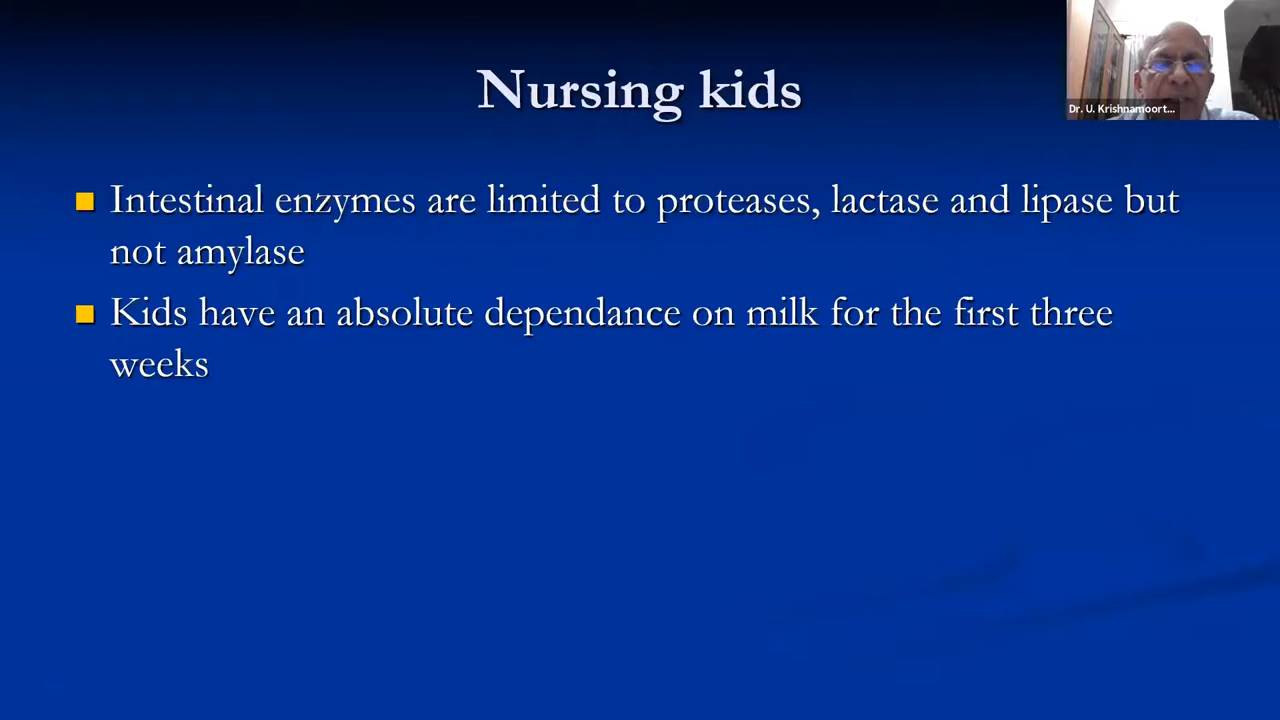 Nursing kids
Dr. U. Krishnamoort...
Intestinal enzymes are limited to proteases, lactase and lipase but
not amylase
Kids have an absolute dependance on milk for the first three
weeks